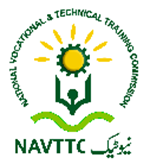 NATIONAL VOCATIONAL & TECHNICAL TRAINING COMMISSION
NAVTTC نیوٹیک